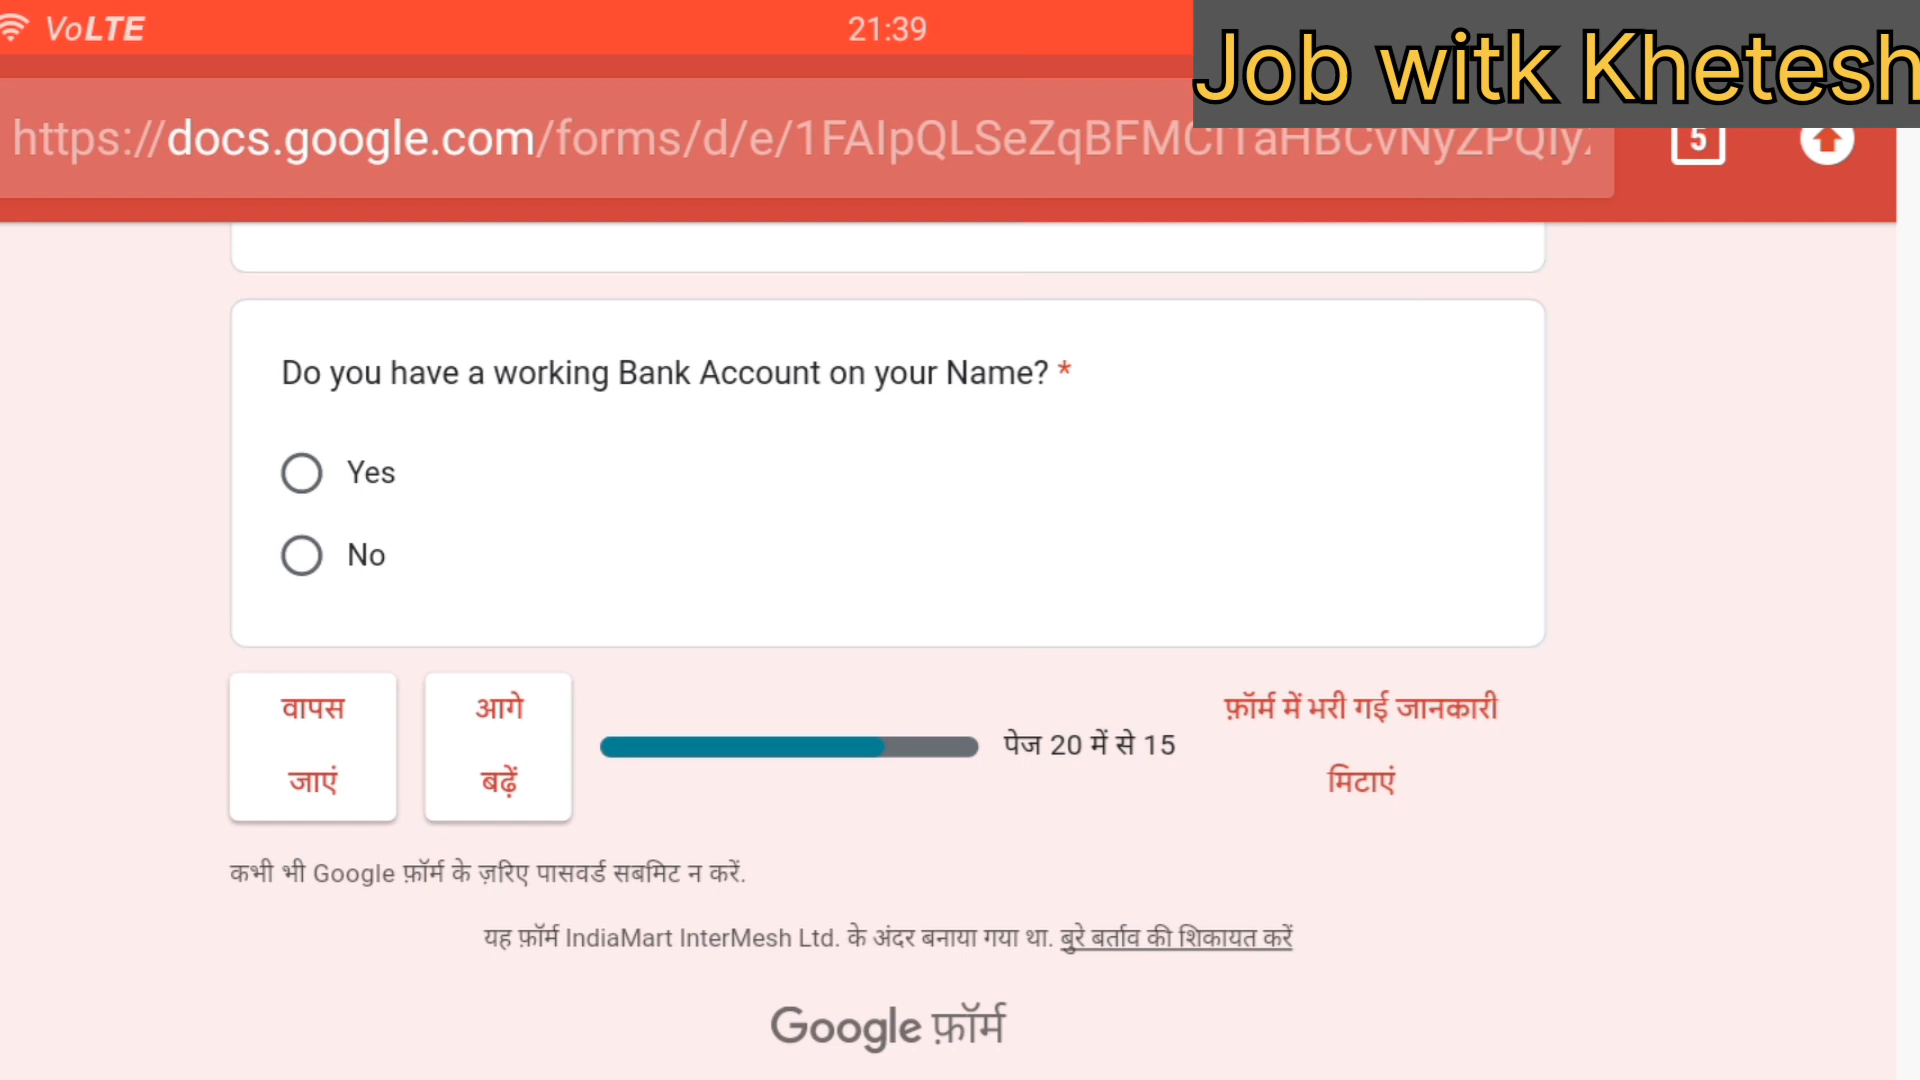 VoLTE
21:39
Job witk Khetesh
https://docs.google.com/forms/d/e/
5
Do you have a working Bank Account on your Name? *
Yes
No
वापस
जाएं
आगे
बढ़ें
पेज 20 में से 15
फ़ॉर्म में भरी गई जानकारी
मिटाएं
कभी भी Google फ़ॉर्म के ज़रिए पासवर्ड सबमिट न करें.
यह फ़ॉर्म IndiaMart InterMesh Ltd. के अंदर बनाया गया था. बुरे बर्ताव की शिकायत करें
Google फ़ॉर्म